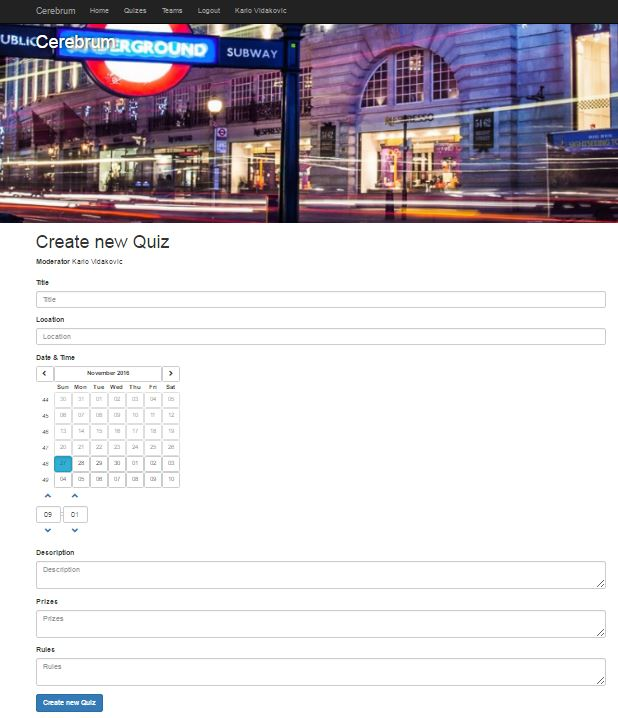 Cerebrum Home Quizes Teams Logout Karlo Vidakovic
Cerebrum
PUBLIC
UNDERGROUND
SUBWAY
NESPRESSO
Create new Quiz
Moderator Karlo Vidakovic
Title
Title
Location
Location
Date & Time
November 2016
Sun Mon Tue Wed Thu Fri Sat
44 30 31 01 02 03 04 05
45 06 07 08 09 10 11 12
46 13 14 15 16 17 18 19
47 20 21 22 23 24 25 26
48 27 28 29 30 01 02 03
49 04 05 06 07 08 09 10
09 : 01
Description
Description
Prizes
Prizes
Rules
Rules
Create new Quiz